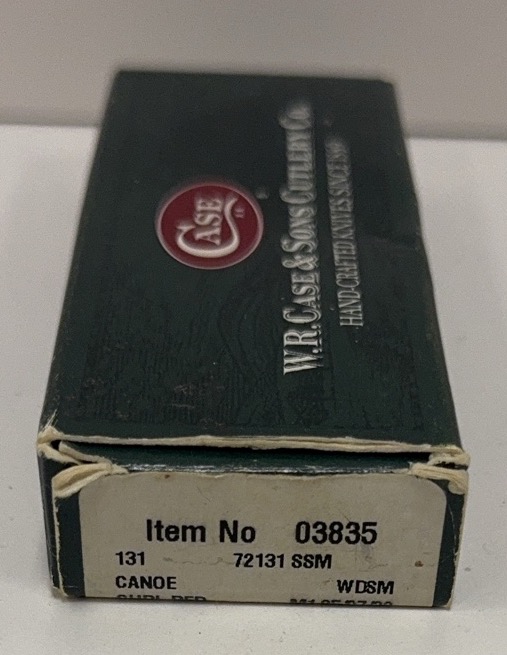 CASE
W.R. CASE & SONS CUTLERY CO.
HAND-CRAFTED KNIVES SINCE 1889
Item No 03835
131 72131 SSM
CANOE WDSM